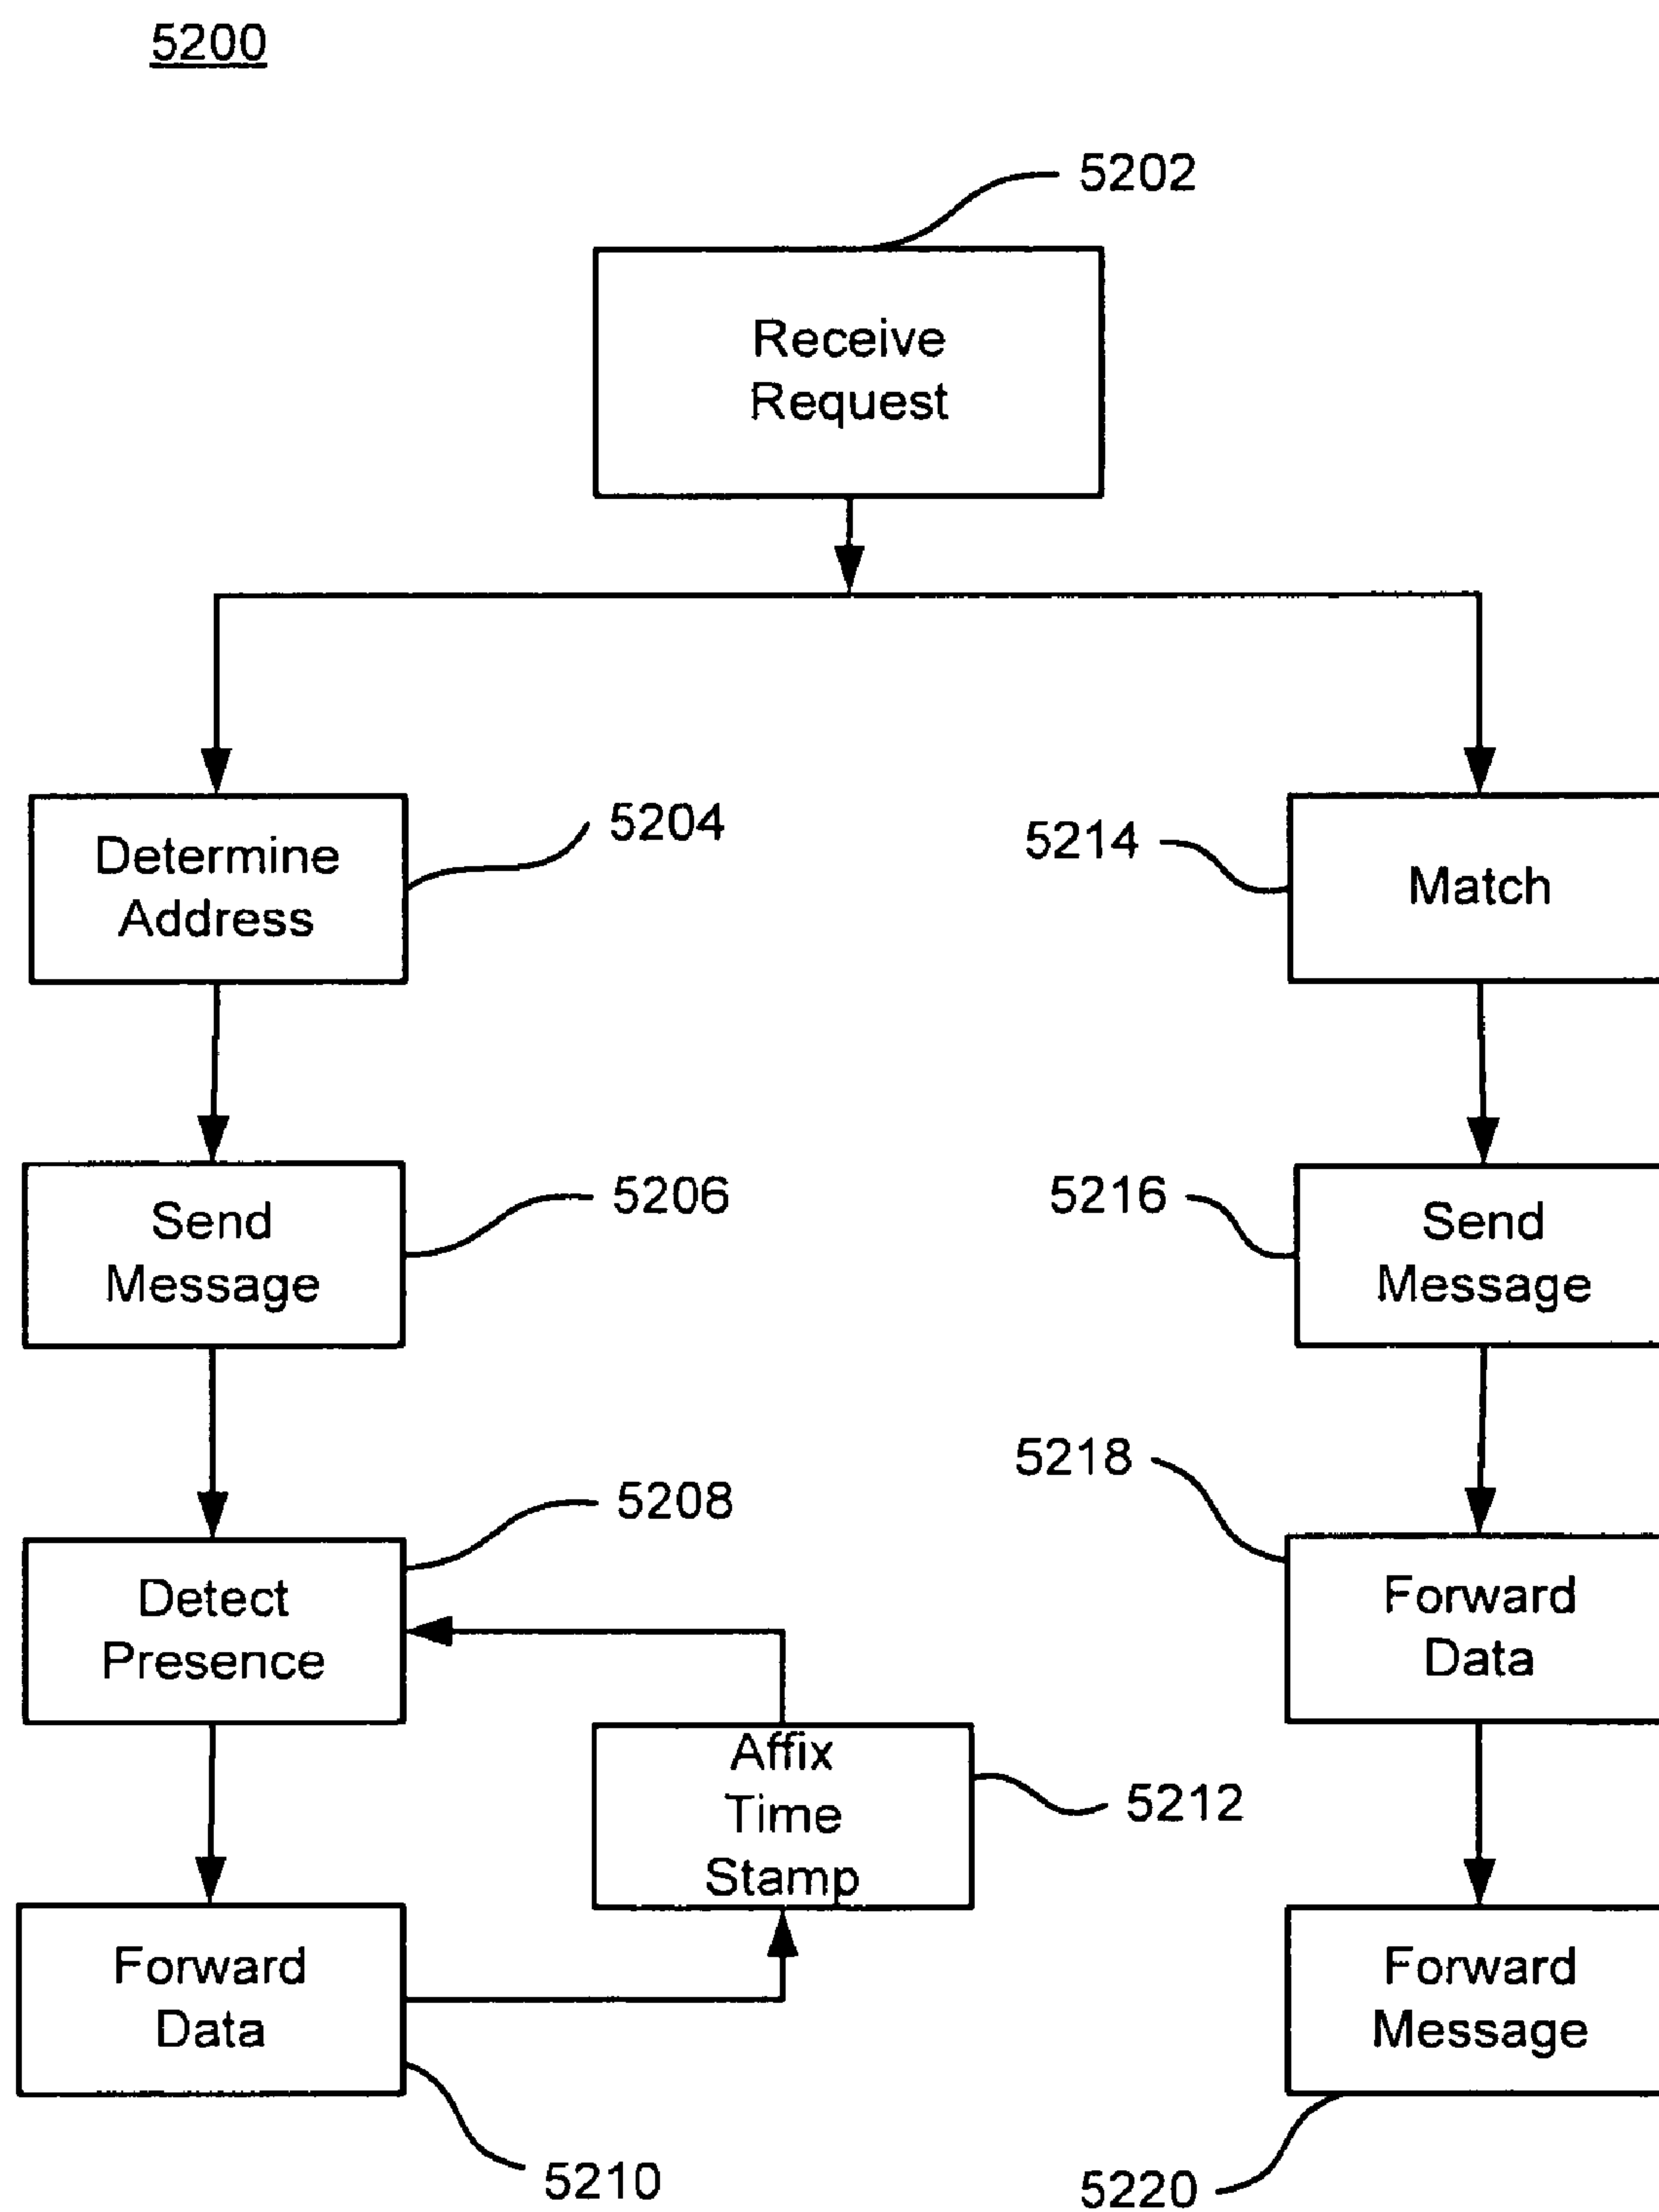 5200
5202
Receive
Request
5204
Determine
Address
5214
Match
5206
Send
Message
5216
Send
Message
5208
Detect
Presence
5218
Forward
Data
Affix
Time
Stamp
5212
Forward
Data
5210
Forward
Message
5220